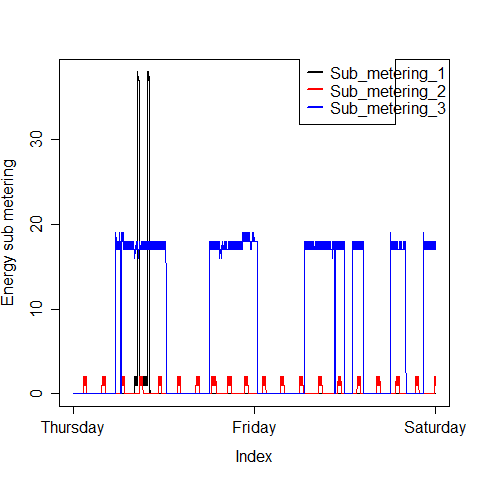 Sub_metering_1
Sub_metering_2
Sub_metering_3
Energy sub metering
30
20
10
0
Thursday Friday Saturday
Index